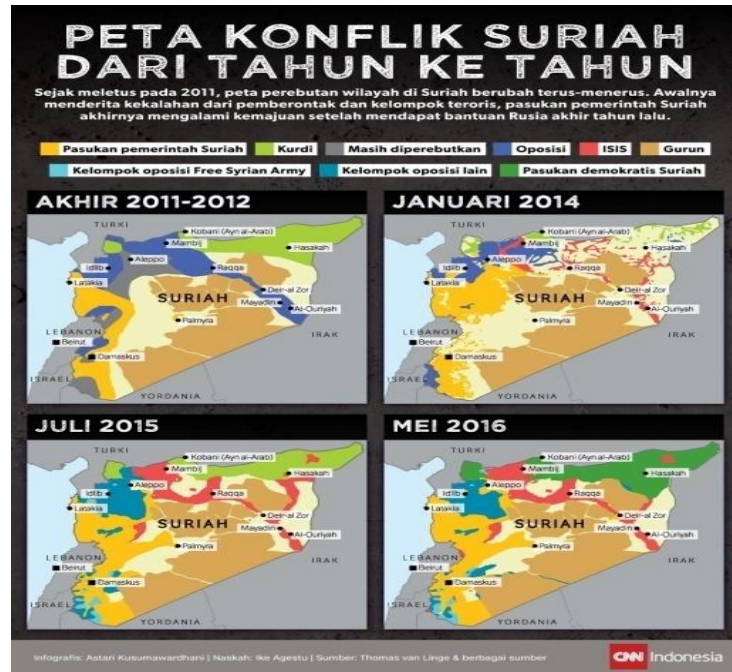 PETA KONFLIK SURIAH
DARI TAHUN KE TAHUN
Sejak meletus pada 2011, peta perebutan wilayah di Suriah berubah terus-menerus. Awalnya
menderita kekalahan dari pemberontak dan kelompok teroris, pasukan pemerintah Suriah
akhirnya mengalami kemajuan setelah mendapat bantuan Rusia akhir tahun lalu.
Pasukan pemerintah Suriah Kurdi Masih diperebutkan Oposisi ISIS Gurun
Kelompok oposisi Free Syrian Army Kelompok oposisi lain Pasukan demokratis Suriah
AKHIR 2011-2012
TURKI
Kobani (Ayn al-Arab)
Mambij
Hasakah
Aleppo
Idlib
Raqqa
Latakia
Deir-al Zor
SURIAH
Mayadin
Al-Ouriyah
Palmyra
LEBANON
IRAK
Beirut
Damaskus
ISRAEL
YORDANIA
JANUARI 2014
TURKI
Kobani (Ayn al-Arab)
Mambij
Hasakah
Aleppo
Idlib
Raqqa
Latakia
Deir-al Zor
SURIAH
Mayadin
Al-Ouriyah
Palmyra
LEBANON
IRAK
Beirut
Damaskus
ISRAEL
YORDANIA
JULI 2015
TURKI
Kobani (Ayn al-Arab)
Mambij
Hasakah
Aleppo
Idlib
Raqqa
Latakia
Deir-al Zor
SURIAH
Mayadin
Al-Ouriyah
Palmyra
LEBANON
IRAK
Beirut
Damaskus
ISRAEL
YORDANIA
MEI 2016
TURKI
Kobani (Ayn al-Arab)
Mambij
Hasakah
Aleppo
Idlib
Raqqa
Latakia
Deir-al Zor
SURIAH
Mayadin
Al-Ouriyah
Palmyra
LEBANON
IRAK
Beirut
Damaskus
ISRAEL
YORDANIA
Infografis: Astari Kusumawardhani | Naskah: Ike Agestu | Sumber: Thomas van Linge & berbagai sumber
CNN Indonesia